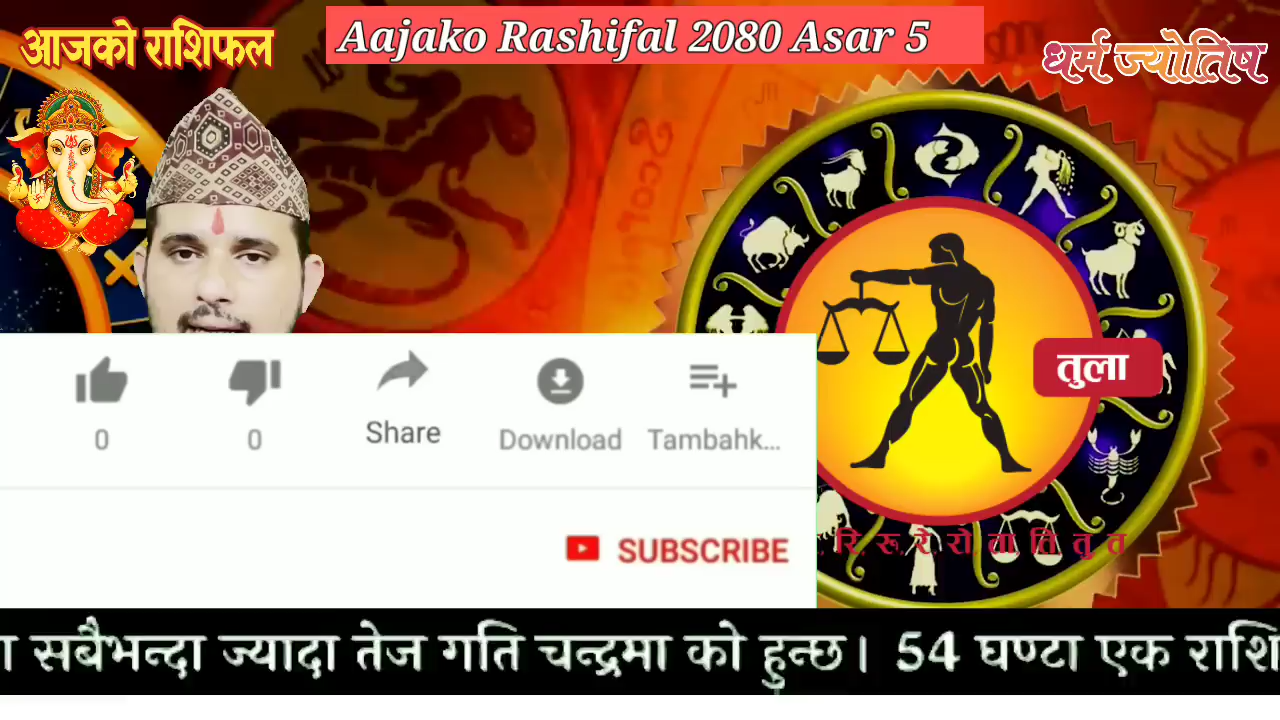 आजको राशिफल
Aajako Rashifal 2080 Asar 5
धर्म ज्योतिष
तुला
0
0
Share
Download
Tambahk...
SUBSCRIBE
रि रू रे रो ता ति तु त
सबैभन्दा ज्यादा तेज गति चन्द्रमा को हुन्छ। 54 घण्टा एक राशि